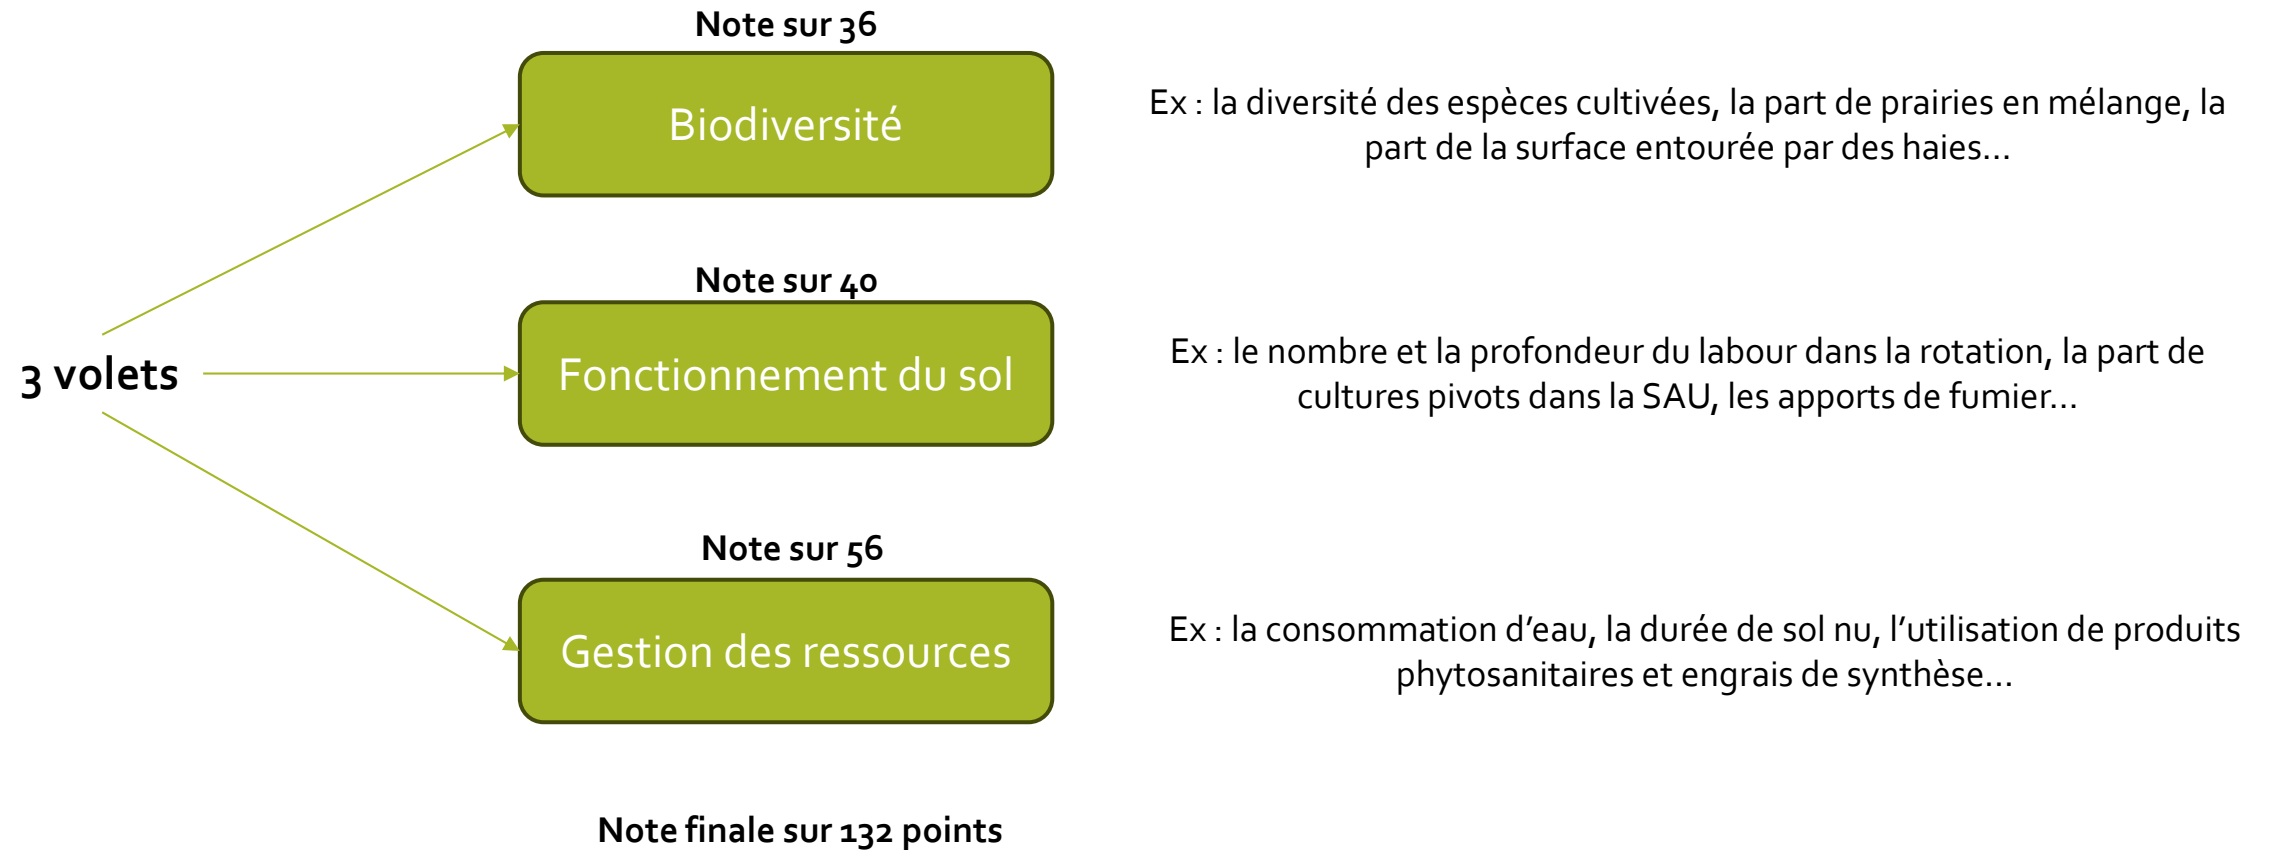 Note sur 36
Biodiversité
Ex : la diversité des espèces cultivées, la part de prairies en mélange, la
part de la surface entourée par des haies…
3 volets
Note sur 40
Fonctionnement du sol
Ex : le nombre et la profondeur du labour dans la rotation, la part de
cultures pivots dans la SAU, les apports de fumier…
Note sur 56
Gestion des ressources
Ex : la consommation d’eau, la durée de sol nu, l’utilisation de produits
phytosanitaires et engrais de synthèse…
Note finale sur 132 points